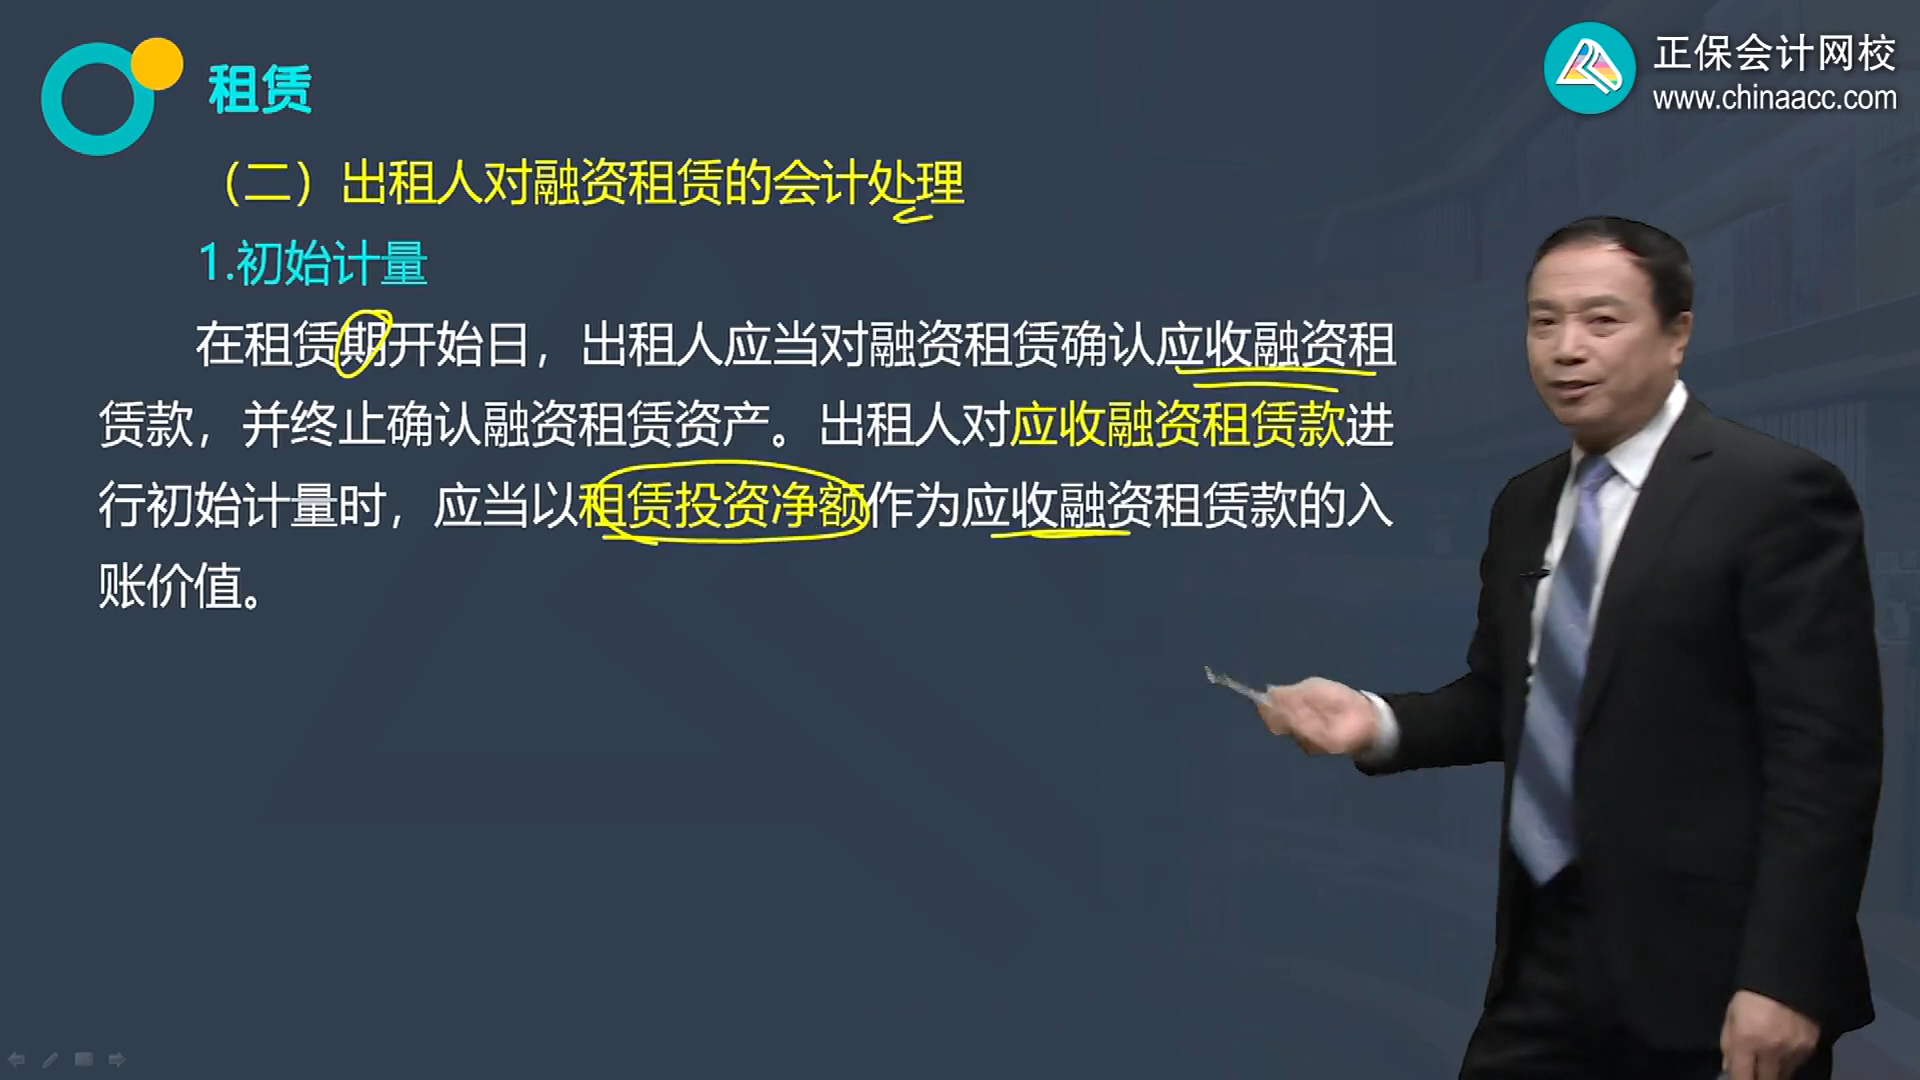 租赁
正保会计网校
www.chinaacc.com
（二）出租人对融资租赁的会计处理
1.初始计量
在租赁期开始日，出租人应当对融资租赁确认应收融资租
赁款，并终止确认融资租赁资产。出租人对应收融资租赁款进
行初始计量时，应当以租赁投资净额作为应收融资租赁款的入
账价值。